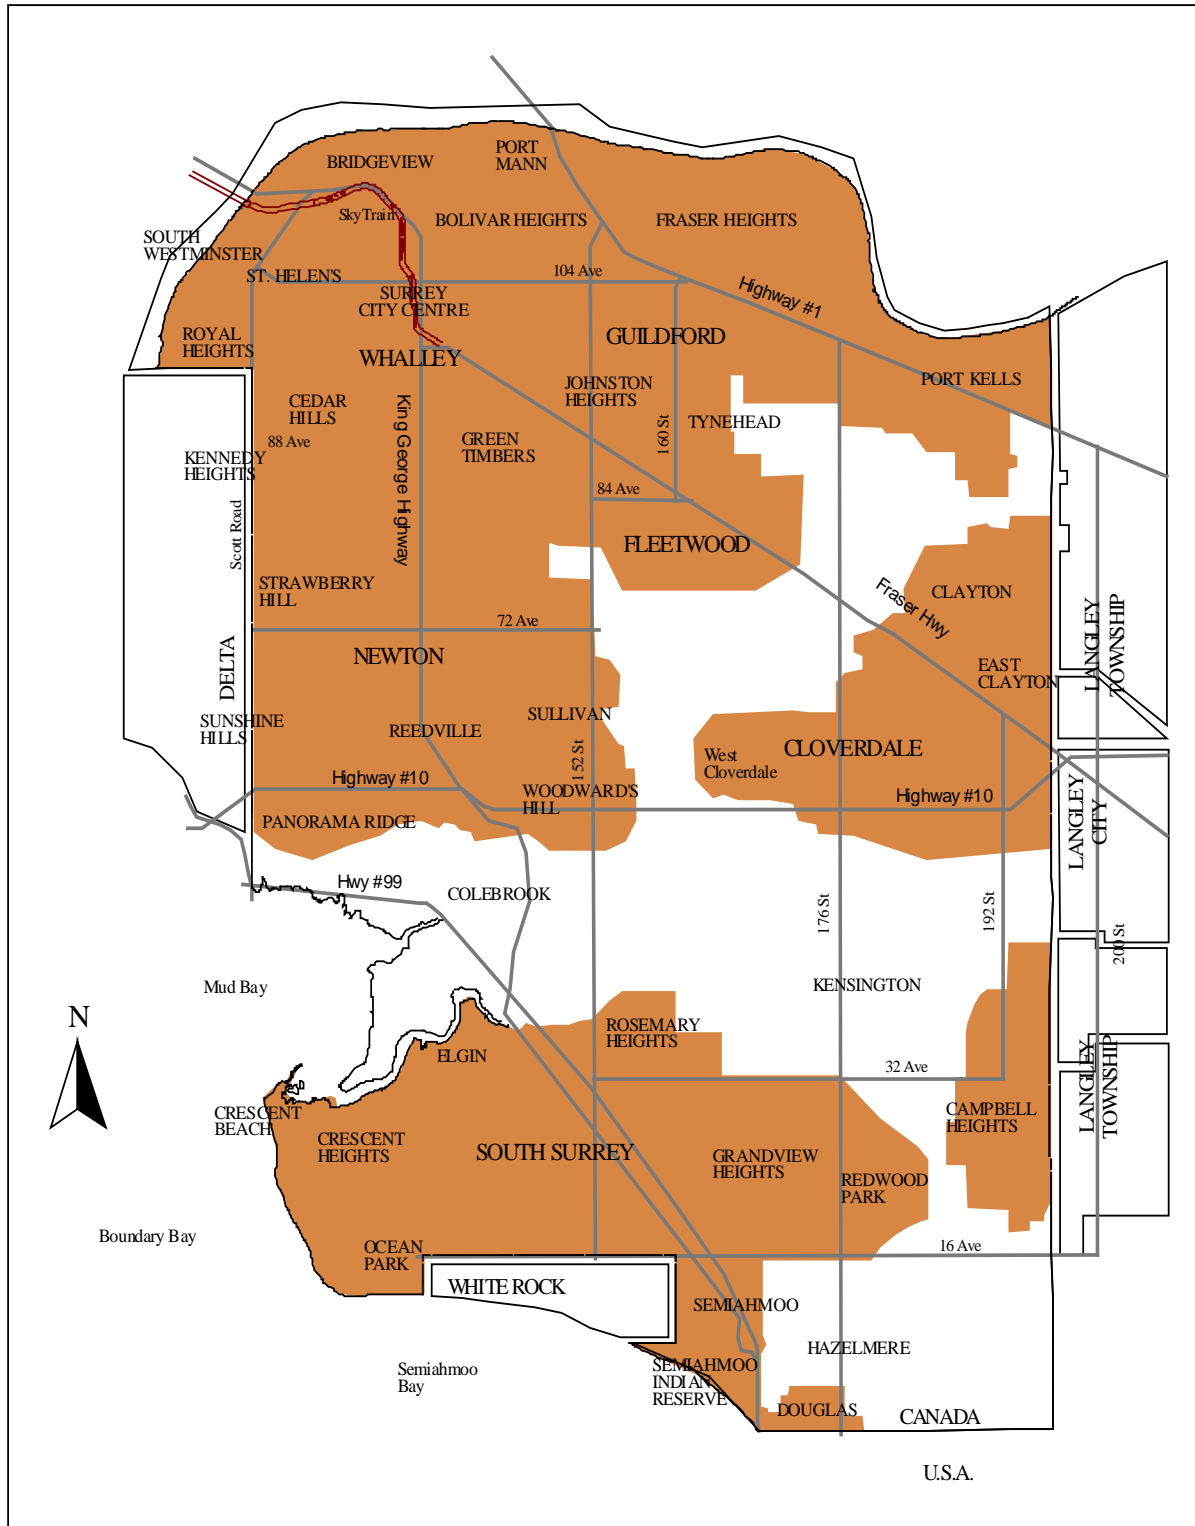 PORT
MANN
BRIDGEVIEW
SkyTrain
BOLIVAR HEIGHTS
FRASER HEIGHTS
SOUTH
WESTMINSTER
ST. HELEN'S
104 Ave
Highway #1
SURREY
CITY CENTRE
ROYAL
HEIGHTS
WHALLEY
GUILDFORD
JOHNSTON
HEIGHTS
PORT KELLS
CEDAR
HILLS
King George Highway
160 St
TYNEHEAD
88 Ave
GREEN
TIMBERS
KENNEDY
HEIGHTS
84 Ave
Scott Road
FLEETWOOD
STRAWBERRY
HILL
Fraser Hwy
CLAYTON
LANGLEY
TOWNSHIP
72 Ave
DELTA
NEWTON
EAST
CLAYTON
SUNSHINE
HILLS
REEDVILLE
SULLIVAN
152 St
West
Cloverdale
CLOVERDALE
Highway #10
WOODWARD'S
HILL
Highway #10
PANORAMA RIDGE
LANGLEY
CITY
Hwy #99
COLEBROOK
176 St
192 St
200 St
Mud Bay
KENSINGTON
N
ROSEMARY
HEIGHTS
ELGIN
32 Ave
LANGLEY
TOWNSHIP
CRESCENT
BEACH
CRESCENT
HEIGHTS
SOUTH SURREY
CAMPBELL
HEIGHTS
GRANDVIEW
HEIGHTS
REDWOOD
PARK
Boundary Bay
OCEAN
PARK
16 Ave
WHITE ROCK
SEMIAHMOO
HAZELMERE
Semiahmoo
Bay
SEMIAHMOO
INDIAN
RESERVE
DOUGLAS
CANADA
U.S.A.